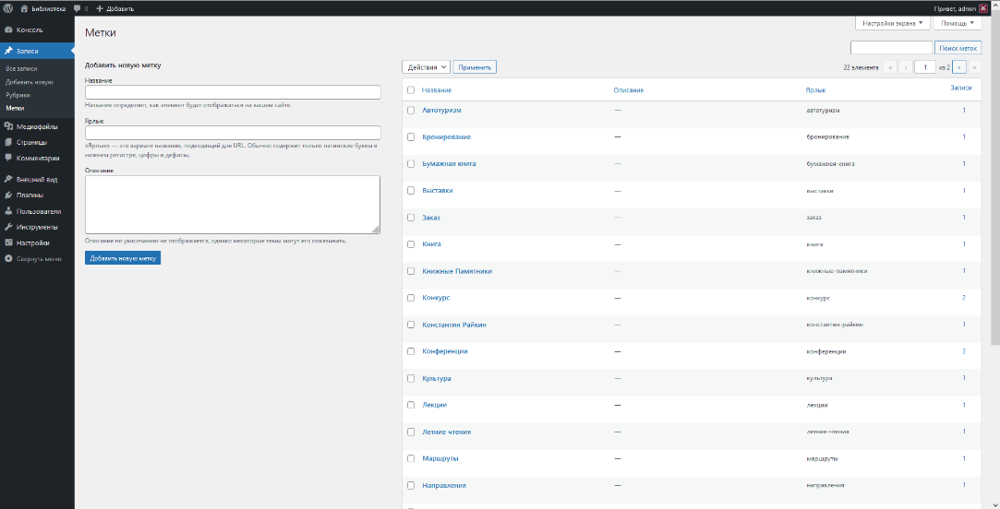 Библиотека 0 Добавить Привет, admin
Консоль
Записи
Все записи
Добавить новую
Рубрики
Метки
Медиафайлы
Страницы
Комментарии
Внешний вид
Плагины
Пользователи
Инструменты
Настройки
Свернуть меню
Настройки экрана Помощь
Метки
Поиск меток
Добавить новую метку
Название
Название определяет, как элемент будет отображаться на вашем сайте.
Ярлык
«Ярлык» — это вариант названия, подходящий для URL. Обычно содержит только латинские буквы в
нижнем регистре, цифры и дефисы.
Описание
Описание по умолчанию не отображается, однако некоторые темы могут его показывать.
Добавить новую метку
Действия Применить 22 элемента « ‹ 1 из 2 › »
Название Описание Ярлык Записи
Автотуризм — автотуризм 1
Бронирование — бронирование 1
Бумажная книга — бумажная-книга 1
Выставки — выставки 1
Заказ — заказ 1
Книга — книга 1
Книжные Памятники — книжные-памятники 1
Конкурс — конкурс 2
Константин Райкин — константин-райкин 1
Конференции — конференции 2
Культура — культура 1
Лекции — лекции 1
Летние чтения — летние-чтения 1
Маршруты — маршруты 1
Направления — направления 1